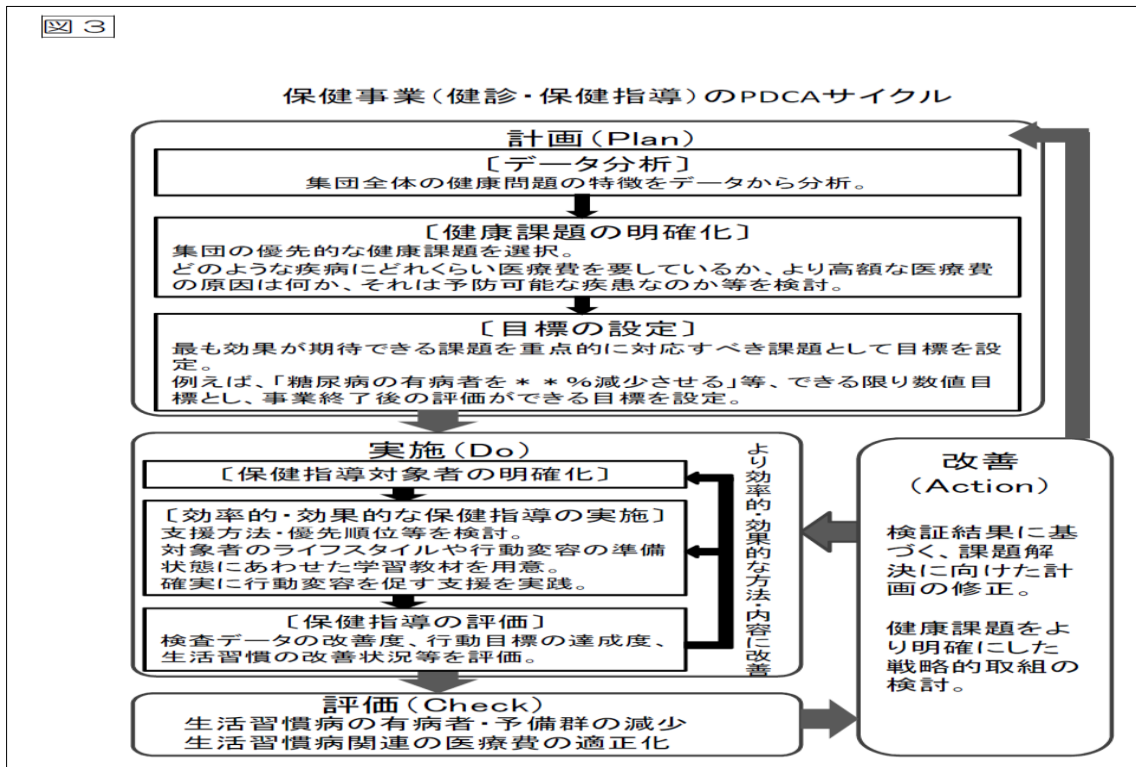 図３
保健事業(健診・保健指導)のPDCAサイクル
計画(Plan)
〔データ分析〕
集団全体の健康問題の特徴をデータから分析。
〔健康課題の明確化〕
集団の優先的な健康課題を選択。
どのような疾病にどれくらい医療費を要しているか、より高額な医療費
の原因は何か、それは予防可能な疾患なのか等を検討。
〔目標の設定〕
最も効果が期待できる課題を重点的に対応すべき課題として目標を設
定。
例えば、「糖尿病の有病者を＊＊%減少させる」等、できる限り数値目
標とし、事業終了後の評価ができる目標を設定。
実施(Do)
〔保健指導対象者の明確化〕
〔効率的・効果的な保健指導の実施〕
支援方法・優先順位等を検討。
対象者のライフスタイルや行動変容の準備
状態にあわせた学習教材を用意。
確実に行動変容を促す支援を実践。
〔保健指導の評価〕
検査データの改善度、行動目標の達成度、
生活習慣の改善状況等を評価。
より効率的・効果的な方法・内容に改善
評価(Check)
生活習慣病の有病者・予備群の減少
生活習慣病関連の医療費の適正化
改善
(Action)
検証結果に基
づく、課題解
決に向けた計
画の修正。
健康課題をよ
り明確にした
戦略的取組の
検討。